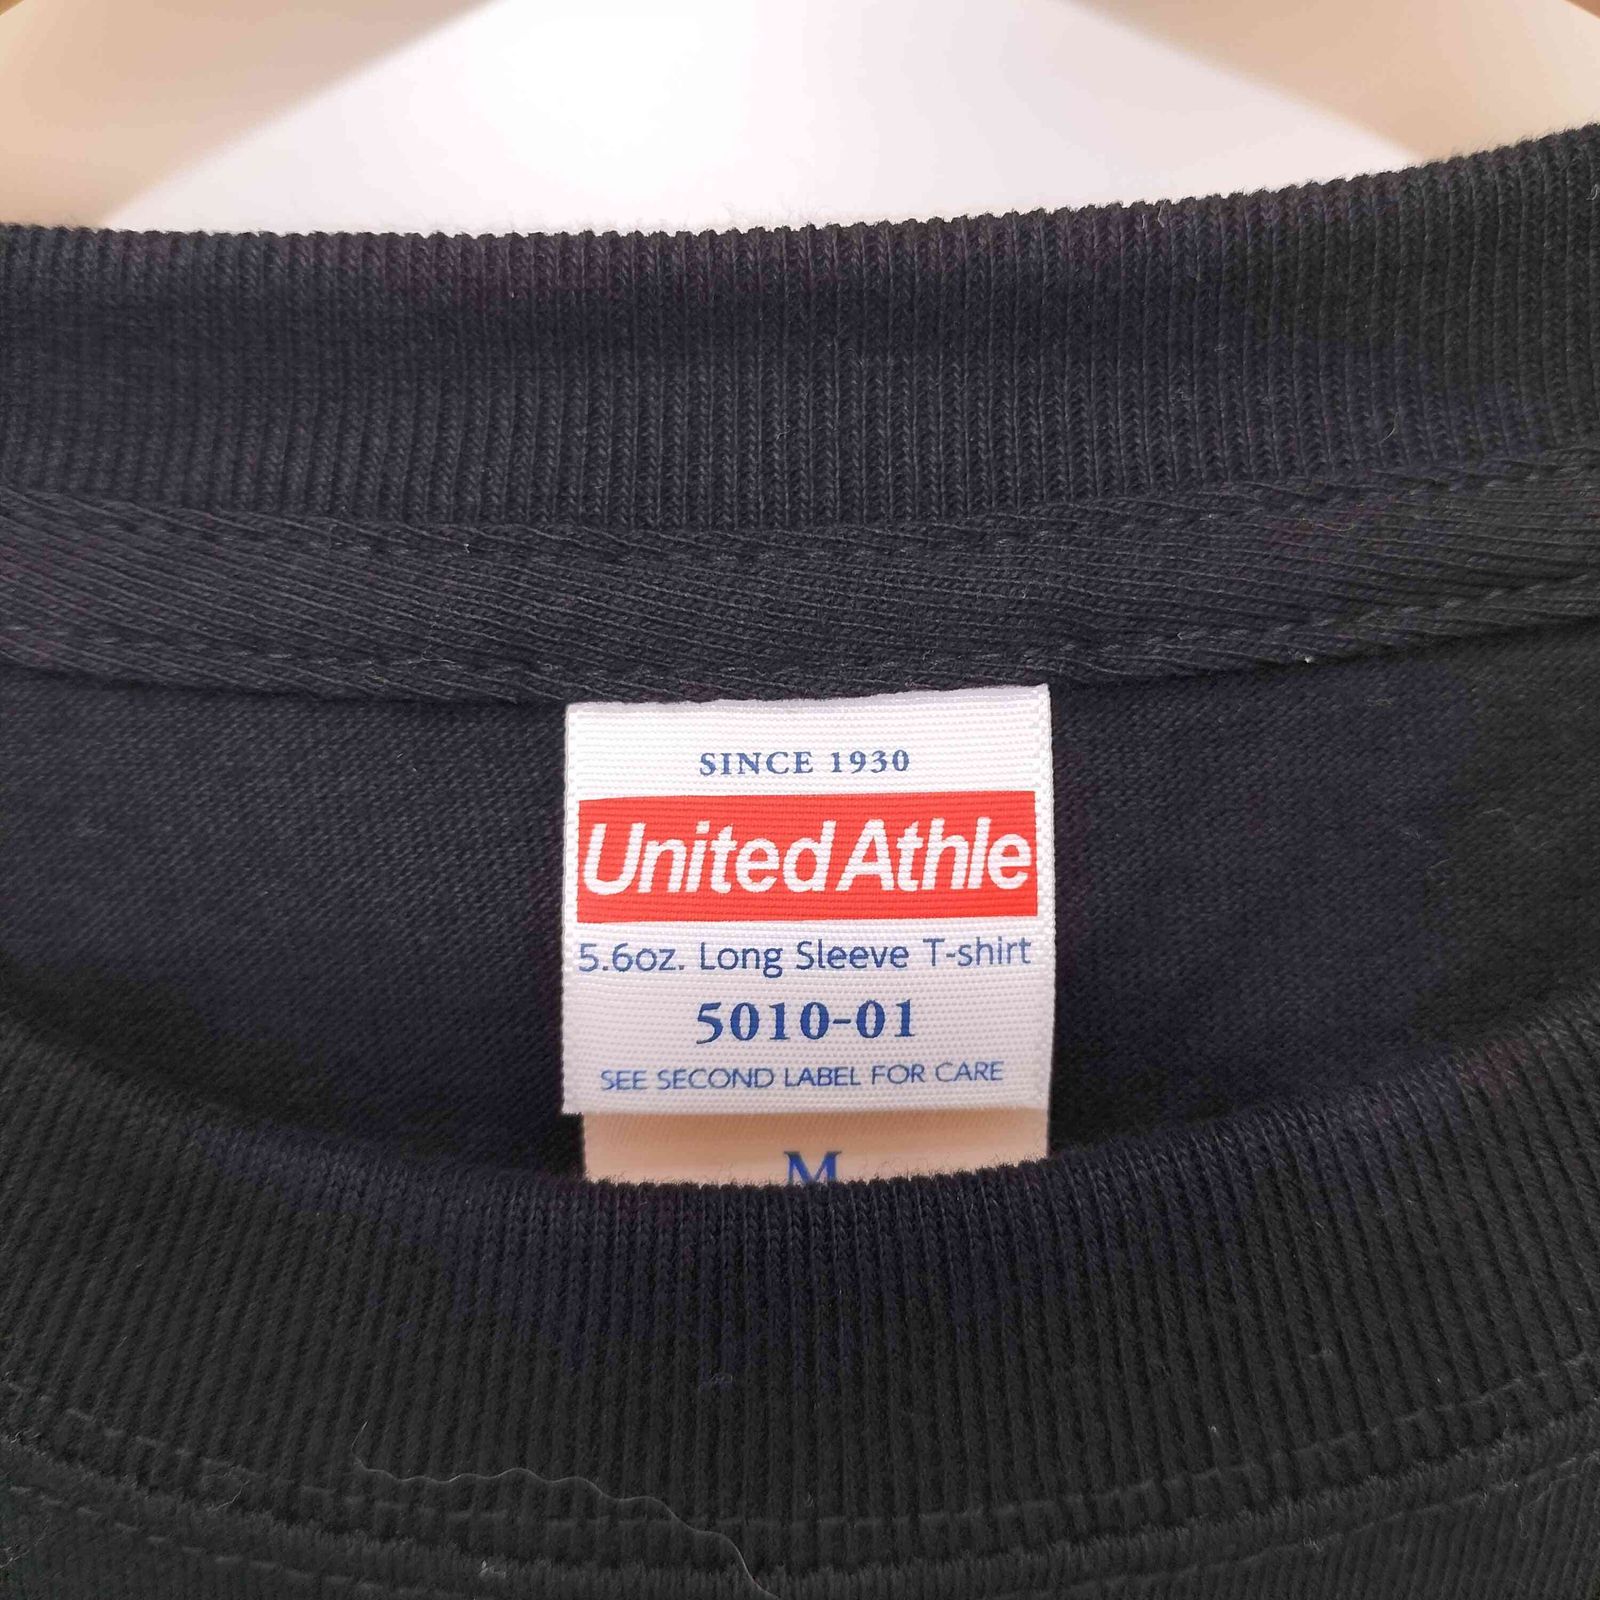 SINCE 1930
United Athle
5.6oz. Long Sleeve T-shirt
5010-01
SEE SECOND LABEL FOR CARE
M